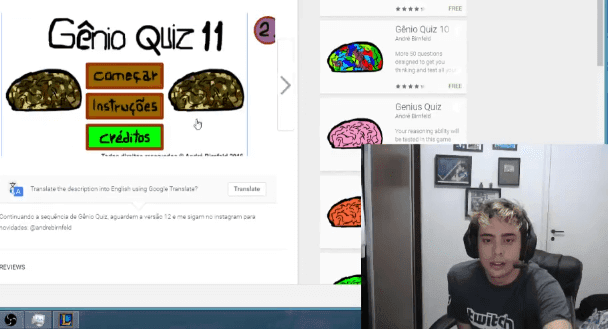 Gênio Quiz 11
2
começar
Instruções
créditos
Todos direitos reservados © André Birnfeld 2015
Translate the description into English using Google Translate?
Translate
Continuando a sequência de Gênio Quiz, aguardem a versão 12 e me sigam no instagram para
novidades. @andrebirnfeld
REVIEWS
FREE
Gênio Quiz 10
André Birnfeld
More 50 questions
designed to get you
thinking and test all your
FREE
Genius Quiz
André Birnfeld
Your reasoning ability will
be tested in this game
twitch